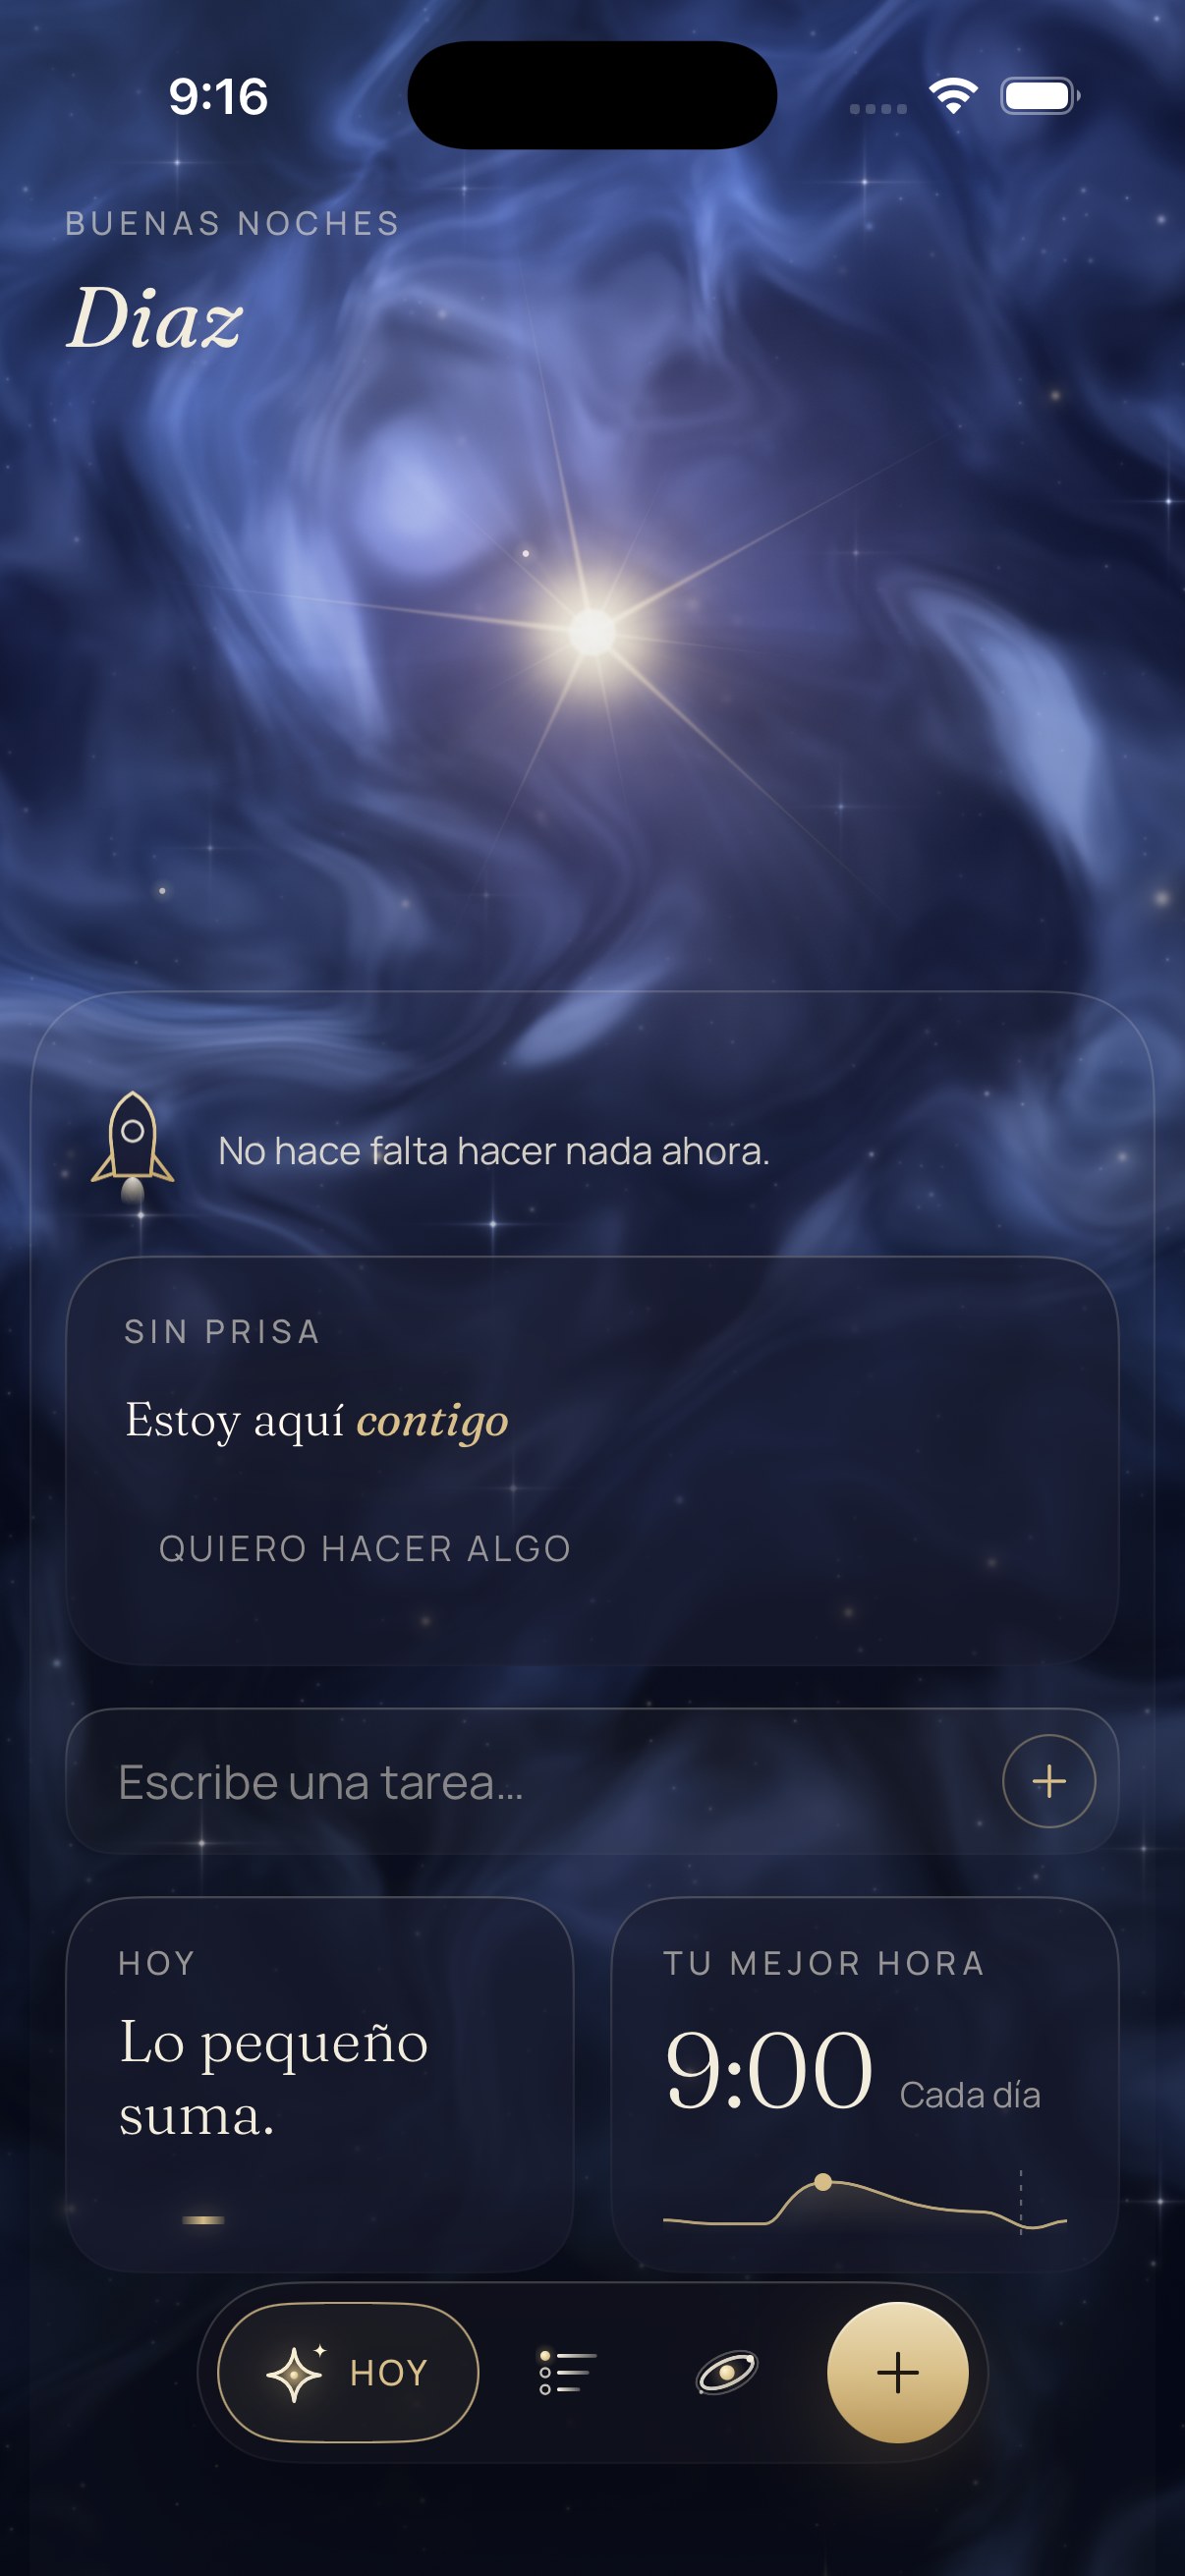 9:16
BUENAS NOCHES
Diaz
No hace falta hacer nada ahora.
SIN PRISA
Estoy aquí contigo
QUIERO HACER ALGO
Escribe una tarea...
HOY
Lo pequeño
suma.
TU MEJOR HORA
9:00 Cada día
HOY